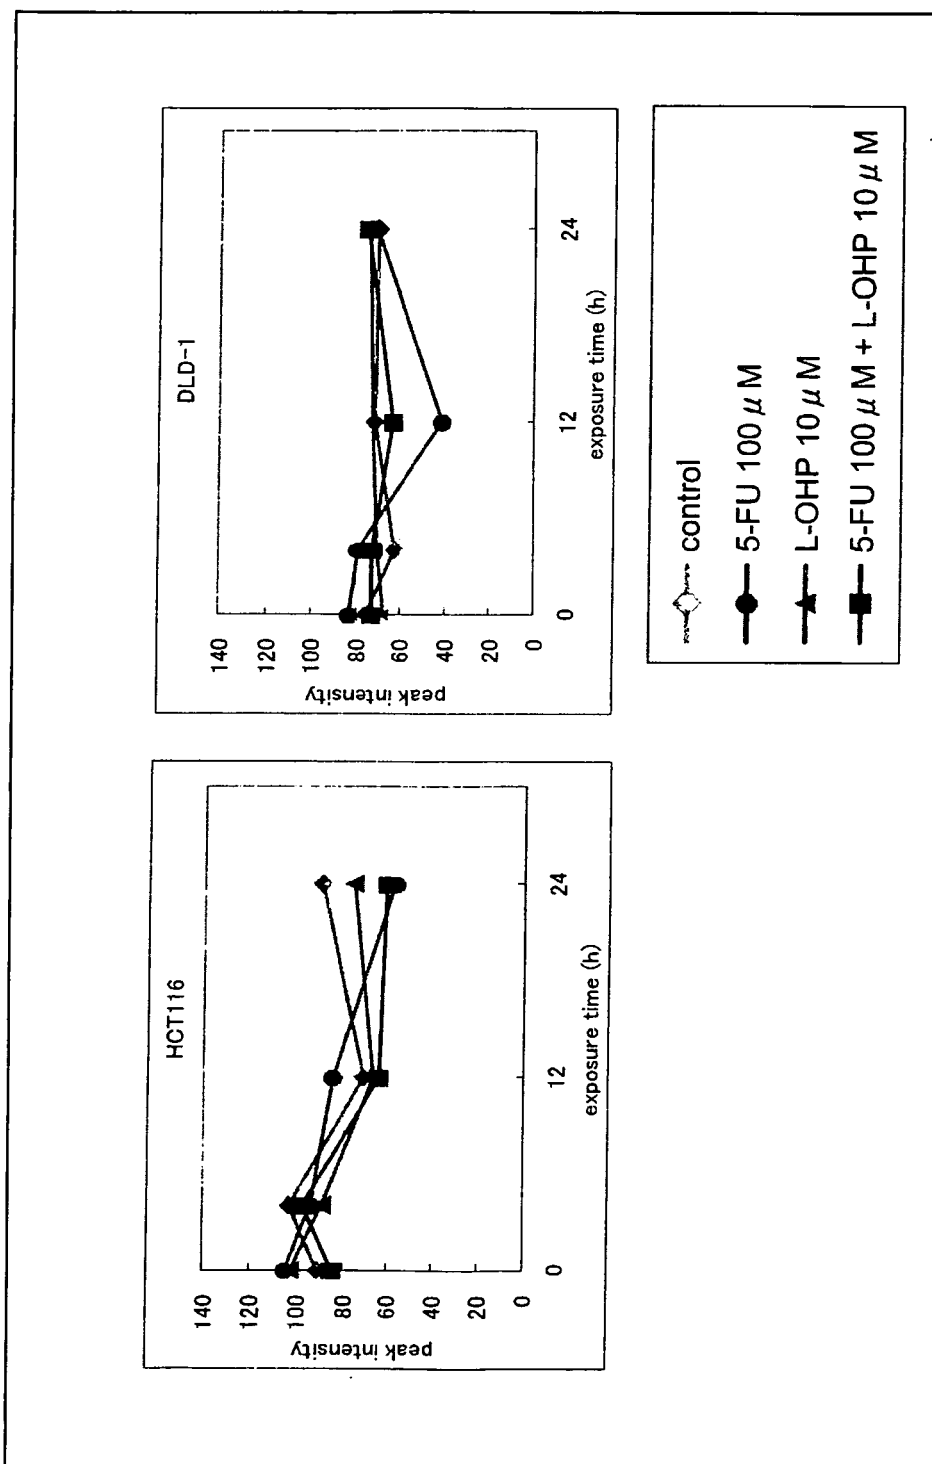 HCT116
peak intensity
140
120
100
80
60
40
20
0
0
12
24
exposure time (h)
DLD-1
peak intensity
140
120
100
80
60
40
20
0
0
12
24
exposure time (h)
control
5-FU 100 μM
L-OHP 10 μM
5-FU 100 μM + L-OHP 10 μM